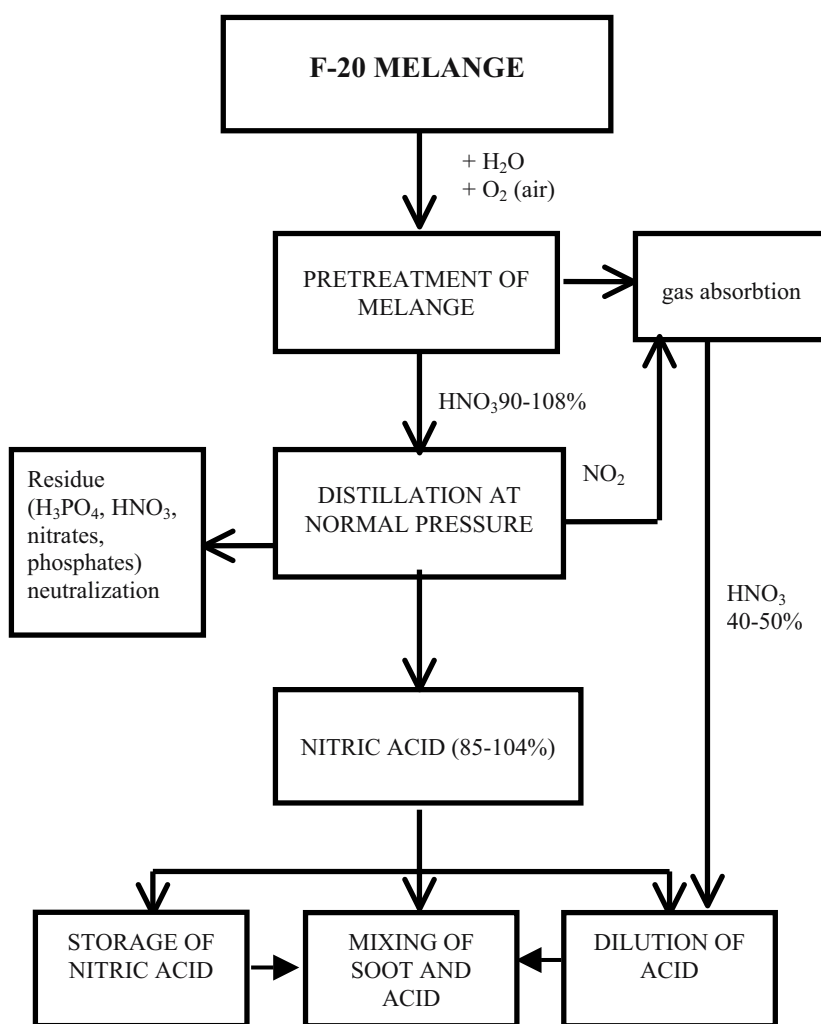 F-20 MELANGE
+ H₂O
+ O₂ (air)
PRETREATMENT OF
MELANGE
gas absorbtion
HNO₃90-108%
Residue
(H₃PO₄, HNO₃,
nitrates,
phosphates)
neutralization
DISTILLATION AT
NORMAL PRESSURE
NO₂
HNO₃
40-50%
NITRIC ACID (85-104%)
STORAGE OF
NITRIC ACID
MIXING OF
SOOT AND
ACID
DILUTION OF
ACID